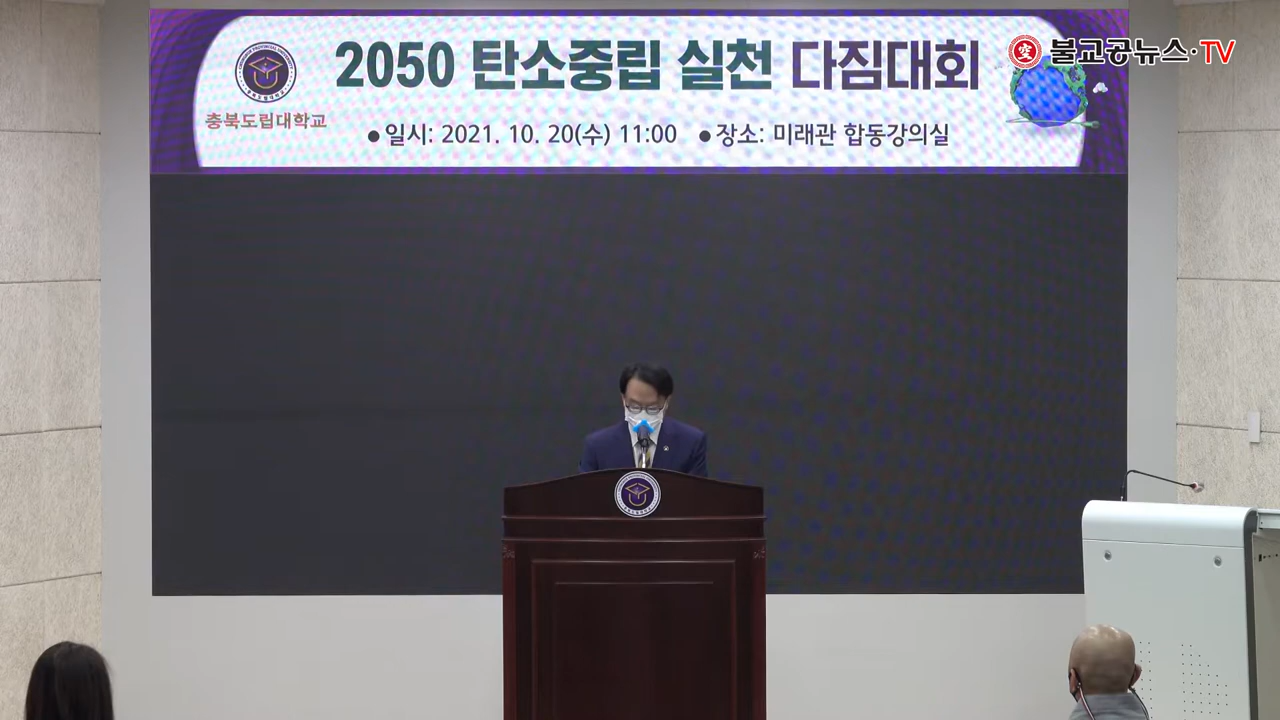 2050 탄소중립 실천 다짐대회
충북도립대학교
●일시: 2021. 10. 20(수) 11:00 ●장소: 미래관 합동강의실
空 불교공뉴스·TV